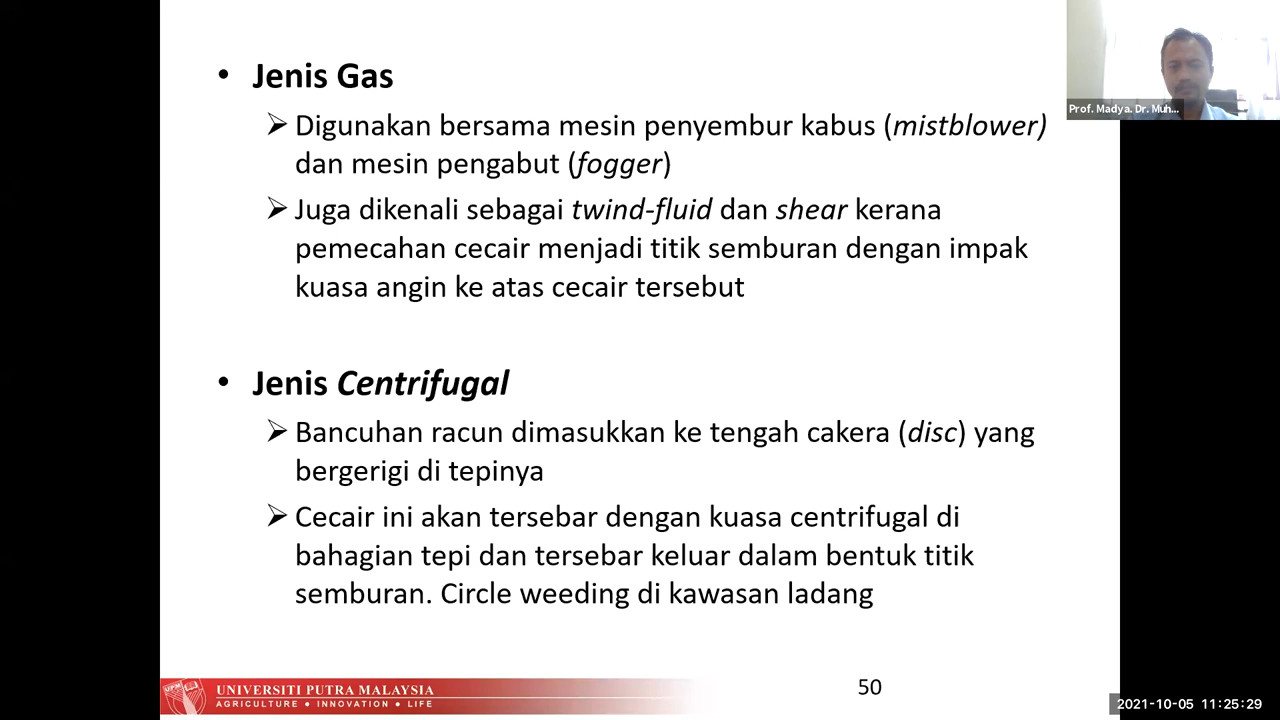 • Jenis Gas
➢ Digunakan bersama mesin penyembur kabus (mistblower)
dan mesin pengabut (fogger)
➢ Juga dikenali sebagai twind-fluid dan shear kerana
pemecahan cecair menjadi titik semburan dengan impak
kuasa angin ke atas cecair tersebut
• Jenis Centrifugal
➢ Bancuhan racun dimasukkan ke tengah cakera (disc) yang
bergerigi di tepinya
➢ Cecair ini akan tersebar dengan kuasa centrifugal di
bahagian tepi dan tersebar keluar dalam bentuk titik
semburan. Circle weeding di kawasan ladang
Prof. Madya. Dr. Muh...
UPM
UNIVERSITI PUTRA MALAYSIA
AGRICULTURE • INNOVATION • LIFE
50
2021-10-05 11:25:29